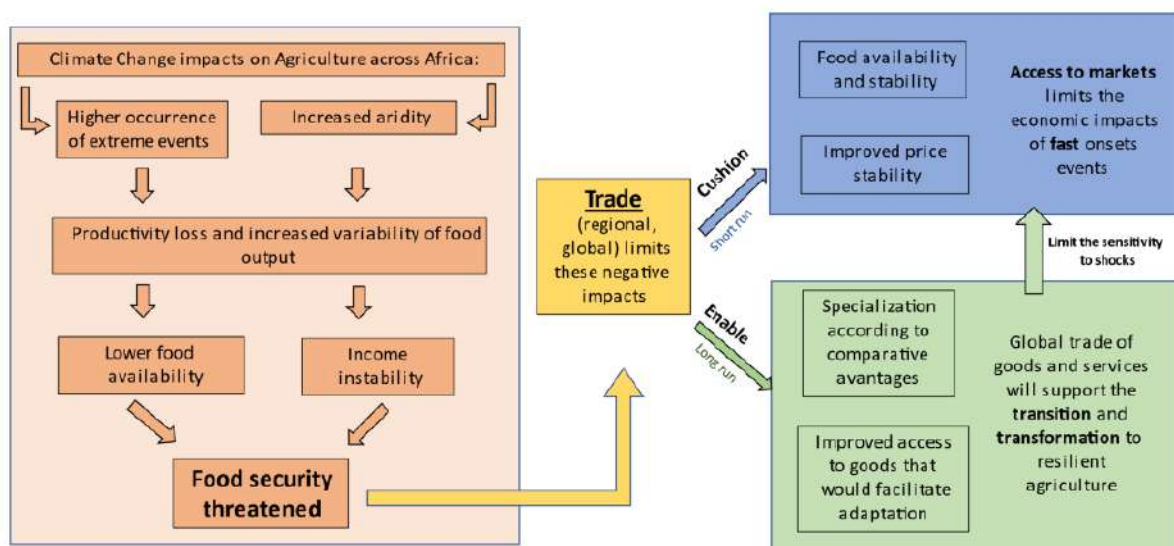 Climate Change impacts on Agriculture across Africa:
Higher occurrence
of extreme events
Increased aridity
Productivity loss and increased variability of food
output
Lower food
availability
Income
instability
Food security
threatened
Trade
(regional,
global) limits
these negative
impacts
Cushion
Short run
Enable
Long run
Food availability
and stability
Improved price
stability
Access to markets
limits the
economic impacts
of fast onsets
events
Limit the sensitivity
to shocks
Specialization
according to
comparative
avantages
Improved access
to goods that
would facilitate
adaptation
Global trade of
goods and services
will support the
transition and
transformation to
resilient
agriculture